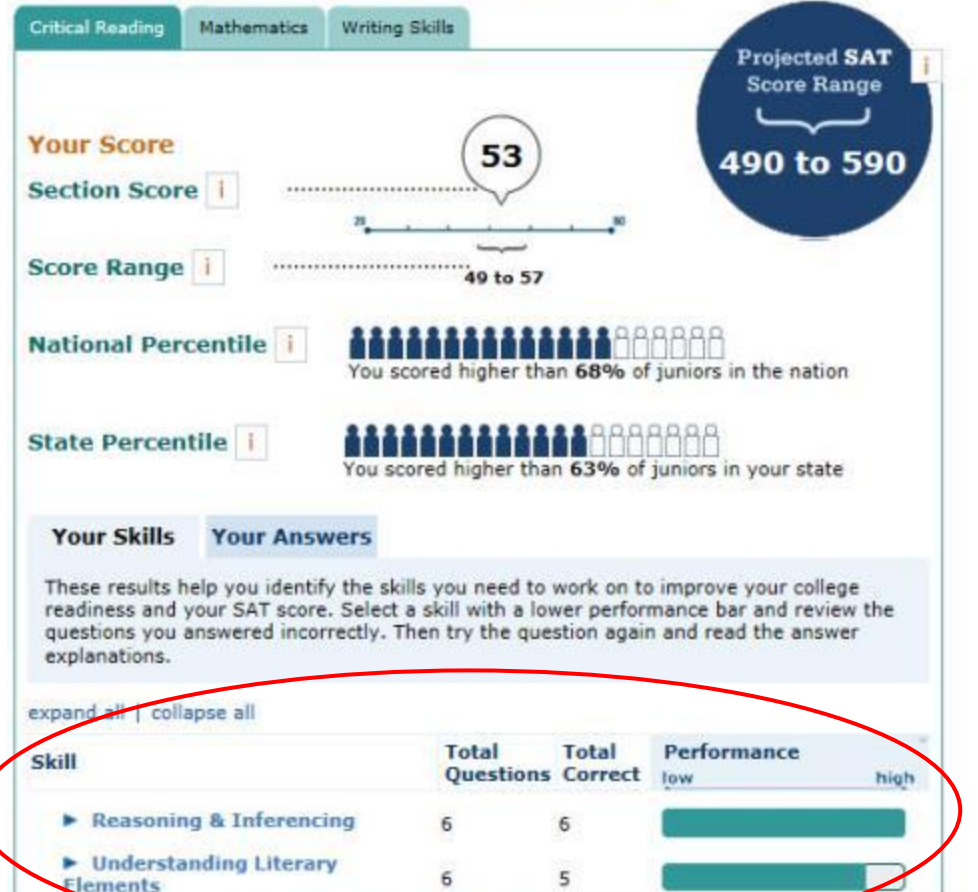 Critical Reading
Mathematics
Writing Skills
Projected SAT
Score Range
490 to 590
i
Your Score
53
Section Score i
20
80
Score Range i
49 to 57
National Percentile i
You scored higher than 68% of juniors in the nation
State Percentile i
You scored higher than 63% of juniors in your state
Your Skills
Your Answers
These results help you identify the skills you need to work on to improve your college
readiness and your SAT score. Select a skill with a lower performance bar and review the
questions you answered incorrectly. Then try the question again and read the answer
explanations.
expand all | collapse all
Skill
Total
Questions
Total
Correct
Performance
low
high
► Reasoning & Inferencing
6
6
► Understanding Literary
Elements
6
5